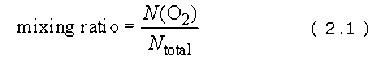 mixing ratio = N(O₂) / N_total (2.1)